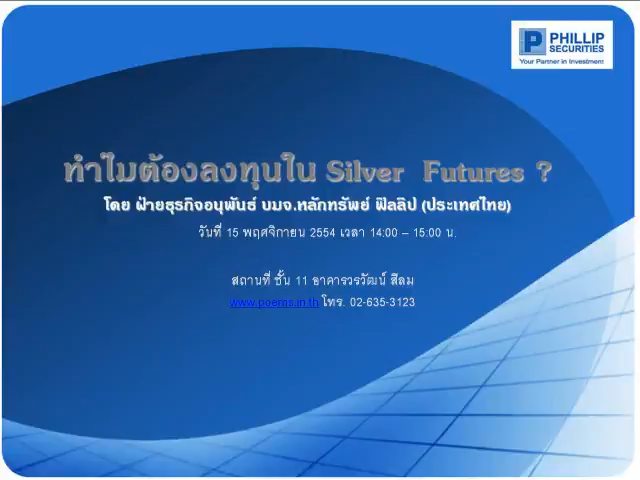 PHILLIP
SECURITIES
Your Partner in Investment
ทำไมต้องลงทุนใน Silver Futures ?
โดย ฝ่ายธุรกิจอนุพันธ์ บมจ.หลักทรัพย์ ฟิลลิป (ประเทศไทย)
วันที่ 15 พฤศจิกายน 2554 เวลา 14:00 – 15:00 น.
สถานที่ ชั้น 11 อาคารวรวัฒน์ สีลม
www.poems.in.th โทร. 02-635-3123